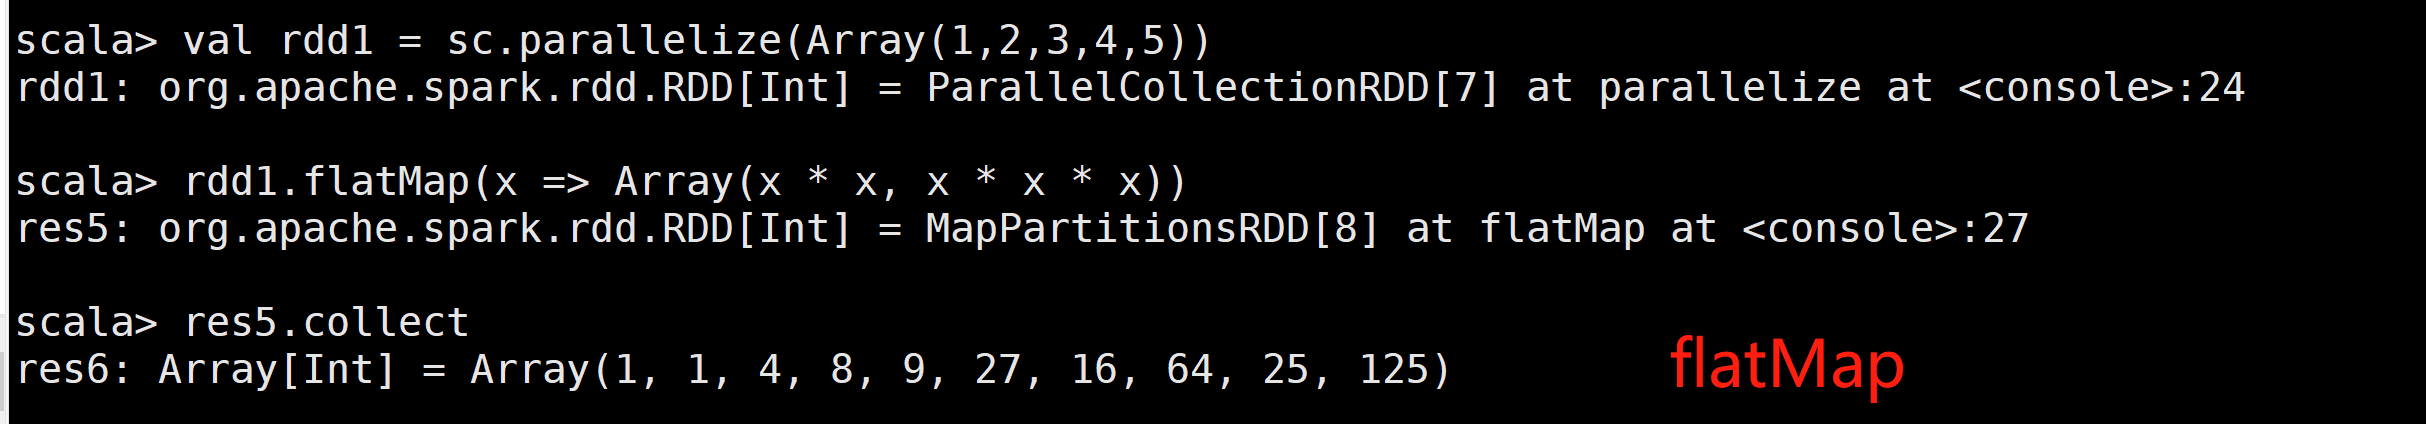 scala> val rdd1 = sc.parallelize(Array(1,2,3,4,5))
rdd1: org.apache.spark.rdd.RDD[Int] = ParallelCollectionRDD[7] at parallelize at <console>:24
scala> rdd1.flatMap(x => Array(x * x, x * x * x))
res5: org.apache.spark.rdd.RDD[Int] = MapPartitionsRDD[8] at flatMap at <console>:27
scala> res5.collect
res6: Array[Int] = Array(1, 1, 4, 8, 9, 27, 16, 64, 25, 125)
flatMap